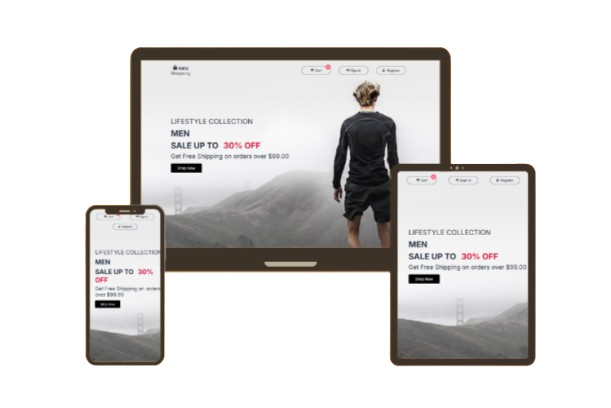 Shopping
Cart
Sign in
Register
LIFESTYLE COLLECTION
MEN
SALE UP TO 30% OFF
Get Free Shipping on orders over $99.00
Shop Now
Cart
Sign in
Register
LIFESTYLE COLLECTION
MEN
SALE UP TO 30%
OFF
Get Free Shipping on orders
over $99.00
Shop Now
Cart
Sign in
Register
LIFESTYLE COLLECTION
MEN
SALE UP TO 30% OFF
Get Free Shipping on orders over $99.00
Shop Now